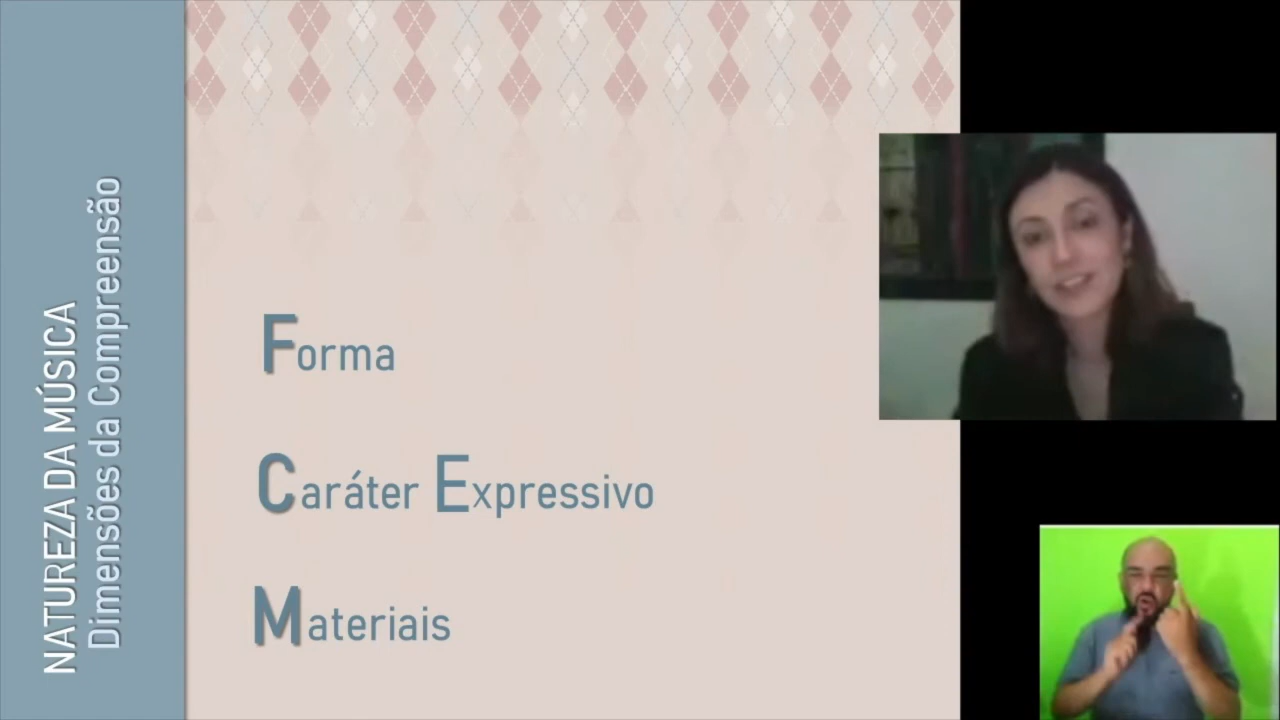 NATUREZA DA MÚSICA
Dimensões da Compreensão
Forma
Caráter Expressivo
Materiais